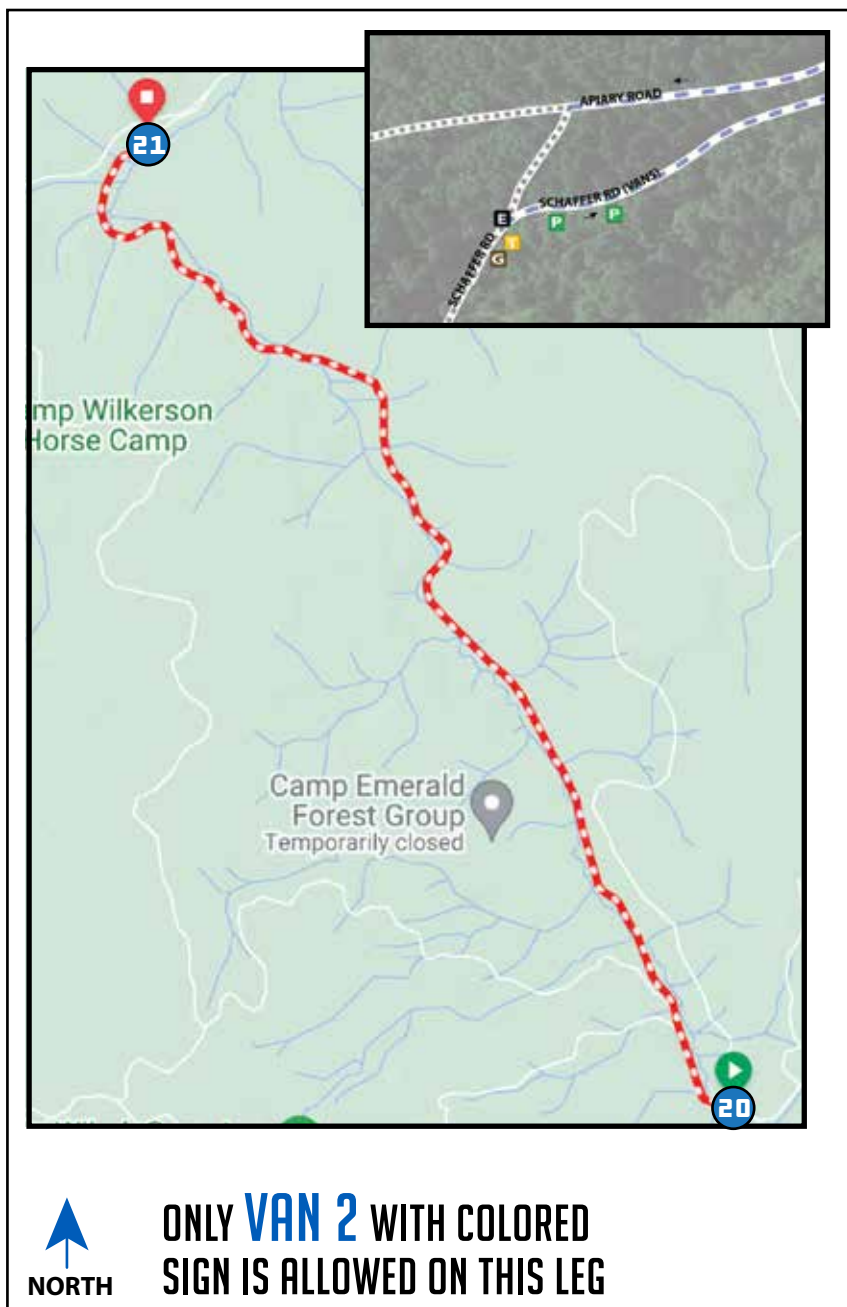 21
APIARY ROAD
SCHAFFER RD (VANS)
E
P
P
T
G
SCHAFFER RD
mp Wilkerson
Horse Camp
Camp Emerald
Forest Group
Temporarily closed
20
NORTH
ONLY VAN 2 WITH COLORED
SIGN IS ALLOWED ON THIS LEG